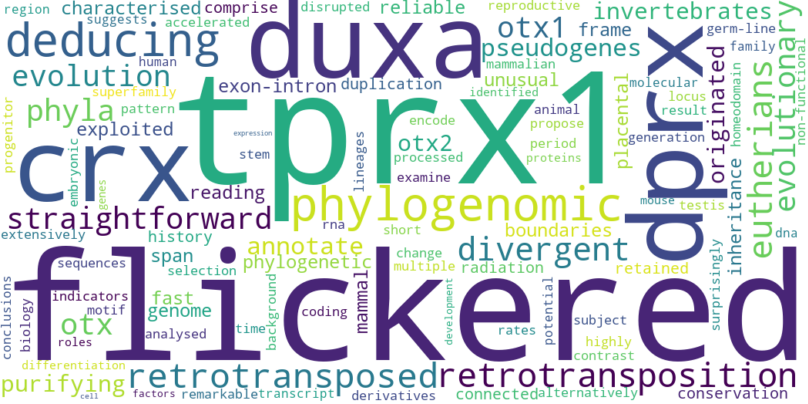 region characterised comprise disrupted reliable reproductive invertebrates
suggests accelerated otx1 frame germ-line
deducing human duxa pseudogenes family
evolution exon-intron duplication mammalian unusual molecular
superfamily identified
progenitor phyla pattern tprx1 encode animal placental locus
exploited stem otx2 propose result
crx processed period generation
embryonic genes expression lineages examine proteins dprx originated homeodomain eutherians evolutionary non-functional
reading mouse testis
straightforward phylogenomic inheritance
extensively history rna short boundaries dna
annotate divergent
sequences span phylogenetic change
selection multiple radiation retained surprisingly
conclusions biology indicators fast background mammal flickered
motif genome coding development potential subject highly
otx roles analysed time rates contrast
differentiation retrotransposed retrotransposition
purifying cell factors remarkable transcript derivatives connected alternatively conservation